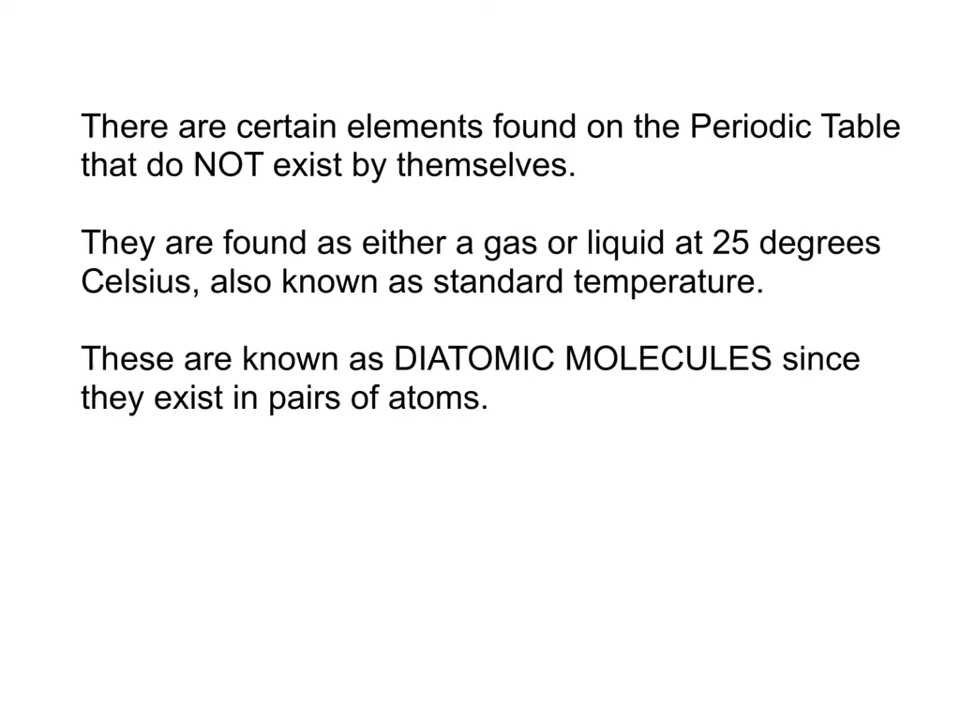 There are certain elements found on the Periodic Table
that do NOT exist by themselves.
They are found as either a gas or liquid at 25 degrees
Celsius, also known as standard temperature.
These are known as DIATOMIC MOLECULES since
they exist in pairs of atoms.